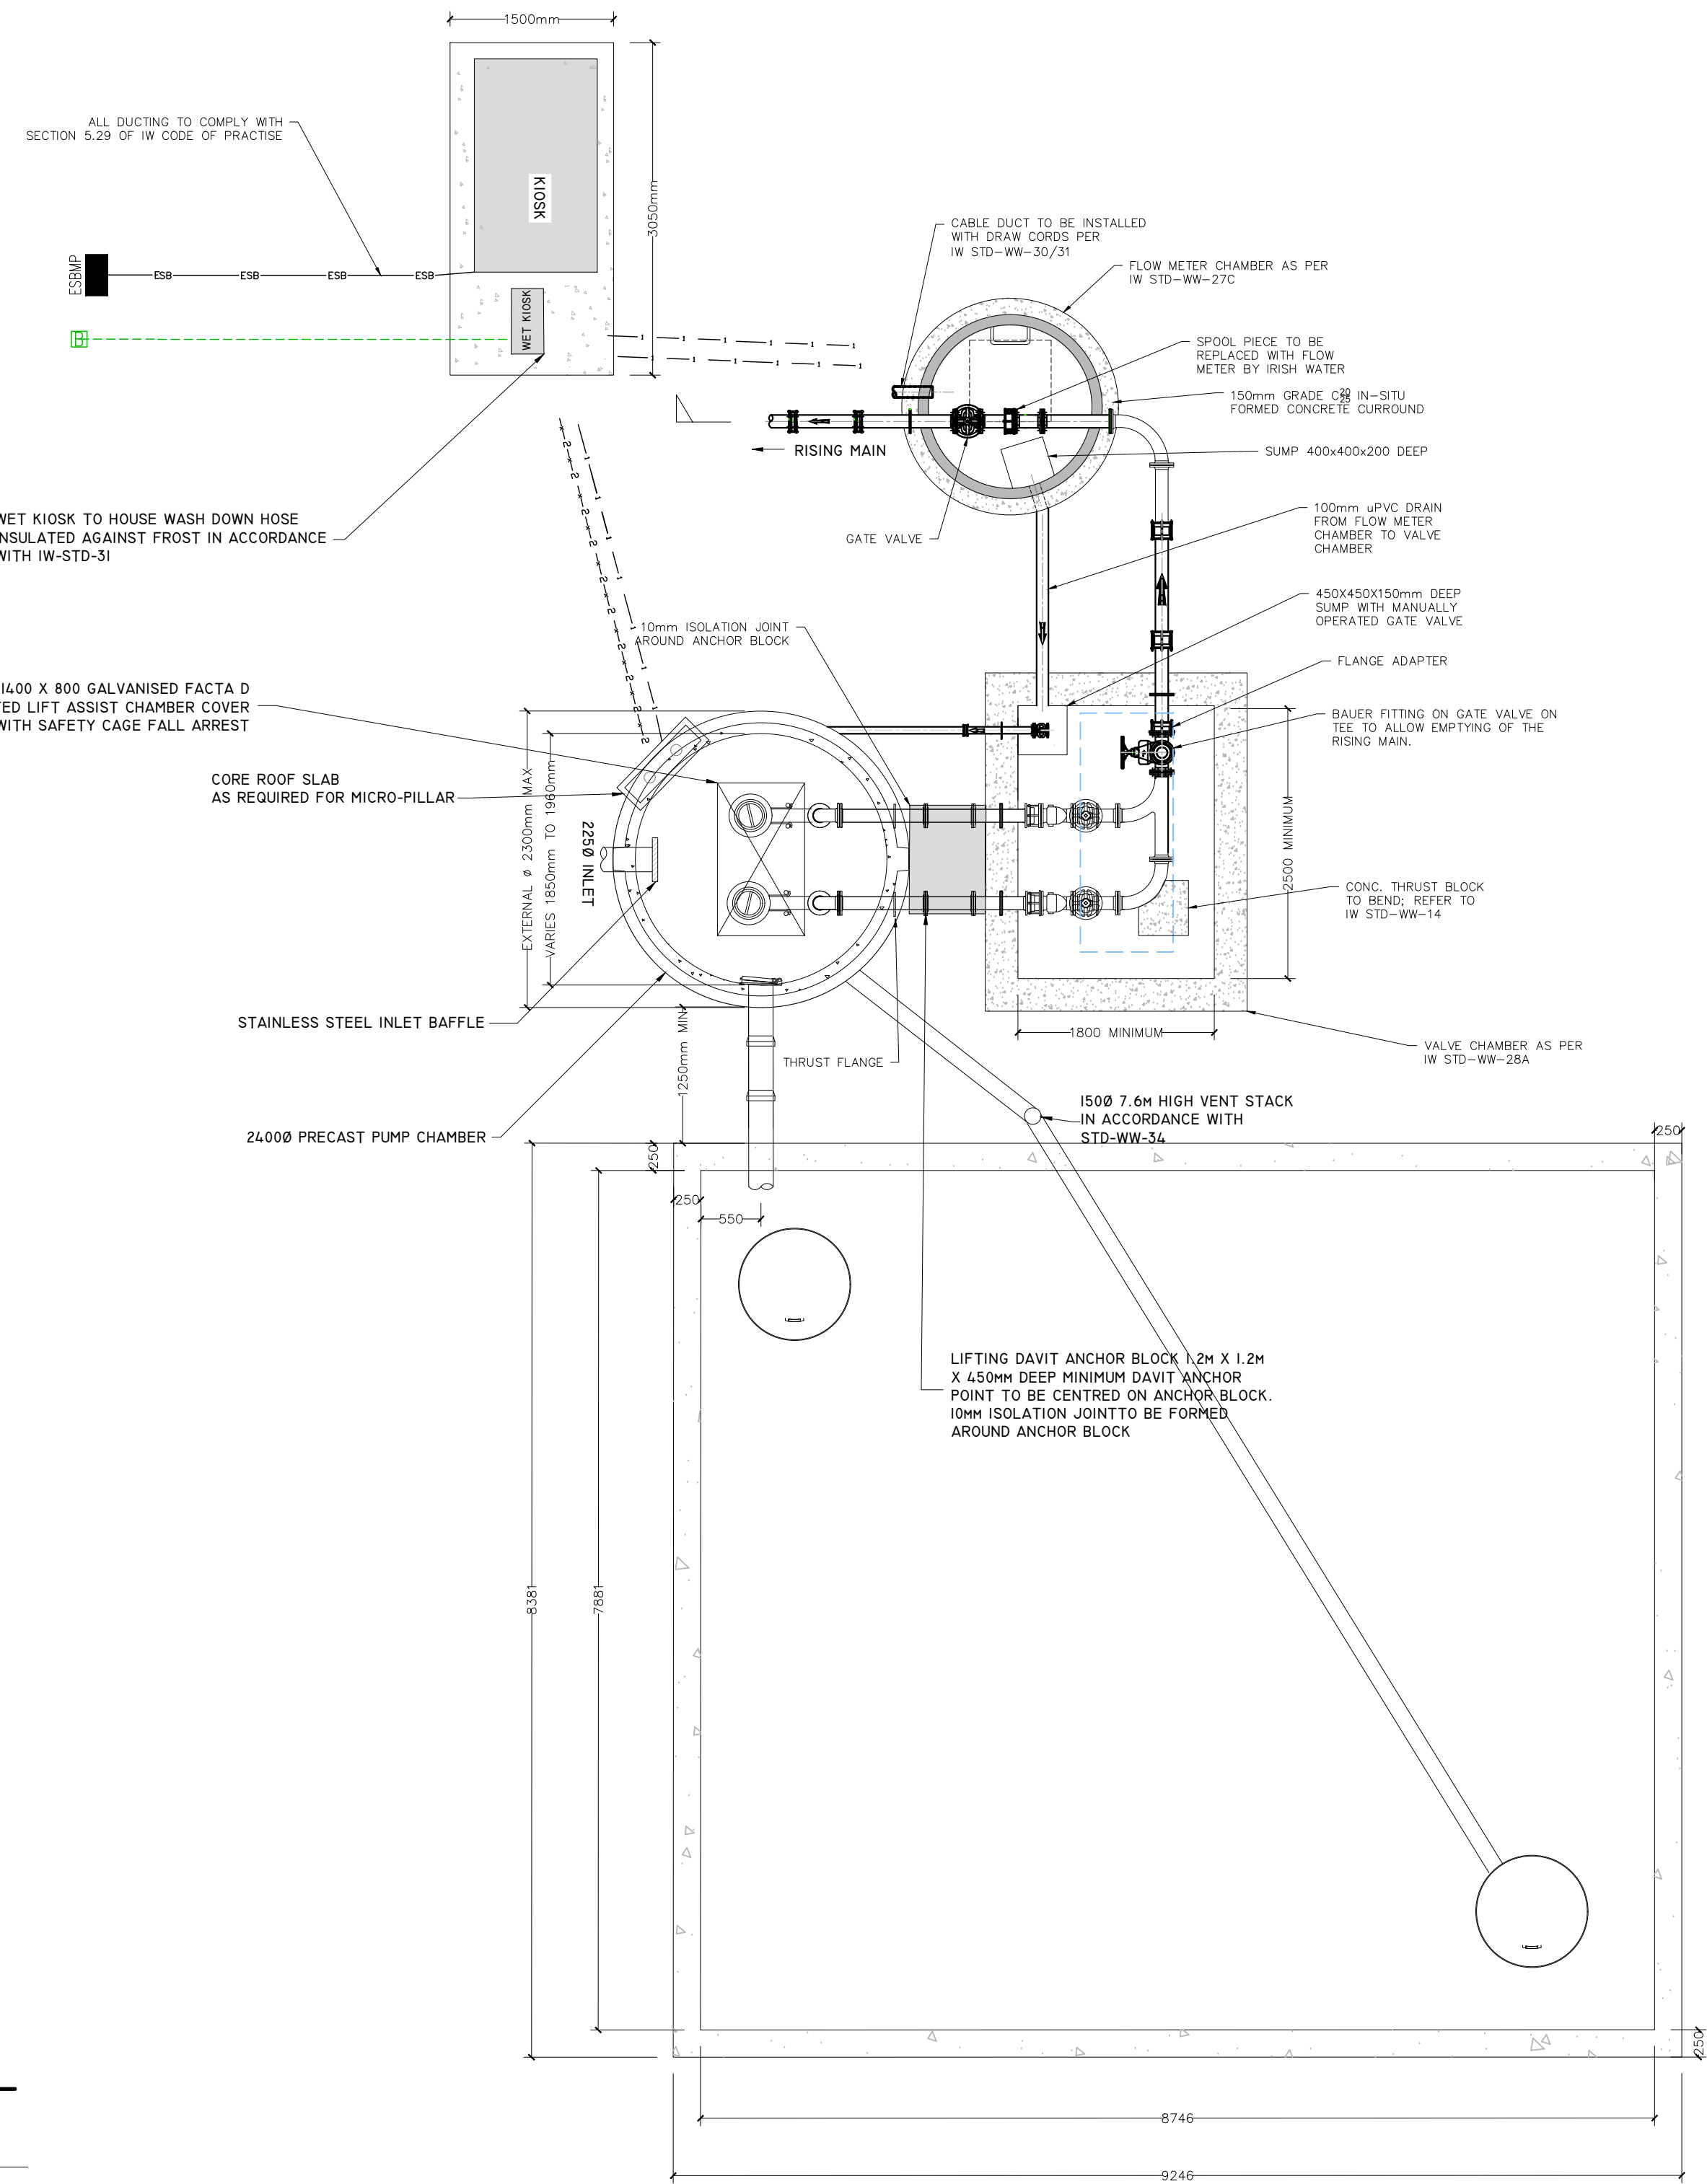 1500mm
3050mm
ALL DUCTING TO COMPLY WITH
SECTION 5.29 OF IW CODE OF PRACTISE
KIOSK
ESBMP
ESB
ESB
ESB
ESB
B
WET KIOSK
CABLE DUCT TO BE INSTALLED
WITH DRAW CORDS PER
IW STD-WW-30/31
FLOW METER CHAMBER AS PER
IW STD-WW-27C
SPOOL PIECE TO BE
REPLACED WITH FLOW
METER BY IRISH WATER
150mm GRADE C20/25 IN-SITU
FORMED CONCRETE CURROUND
RISING MAIN
SUMP 400x400x200 DEEP
GATE VALVE
100mm uPVC DRAIN
FROM FLOW METER
CHAMBER TO VALVE
CHAMBER
WET KIOSK TO HOUSE WASH DOWN HOSE
INSULATED AGAINST FROST IN ACCORDANCE
WITH IW-STD-31
450X450X150mm DEEP
SUMP WITH MANUALLY
OPERATED GATE VALVE
10mm ISOLATION JOINT
AROUND ANCHOR BLOCK
FLANGE ADAPTER
1400 X 800 GALVANISED FACTA D
TED LIFT ASSIST CHAMBER COVER
WITH SAFETY CAGE FALL ARREST
BAUER FITTING ON GATE VALVE ON
TEE TO ALLOW EMPTYING OF THE
RISING MAIN.
CORE ROOF SLAB
AS REQUIRED FOR MICRO-PILLAR
EXTERNAL ø 2300mm MAX
VARIES 1850mm TO 1960mm
225Ø INLET
2500 MINIMUM
CONC. THRUST BLOCK
TO BEND; REFER TO
IW STD-WW-14
STAINLESS STEEL INLET BAFFLE
1250mm MIN
THRUST FLANGE
1800 MINIMUM
VALVE CHAMBER AS PER
IW STD-WW-28A
150Ø 7.6M HIGH VENT STACK
IN ACCORDANCE WITH
STD-WW-34
2400Ø PRECAST PUMP CHAMBER
250
250
250
550
LIFTING DAVIT ANCHOR BLOCK 1.2M X 1.2M
X 450MM DEEP MINIMUM DAVIT ANCHOR
POINT TO BE CENTRED ON ANCHOR BLOCK.
10MM ISOLATION JOINTTO BE FORMED
AROUND ANCHOR BLOCK
8381
7881
250
8746
9246